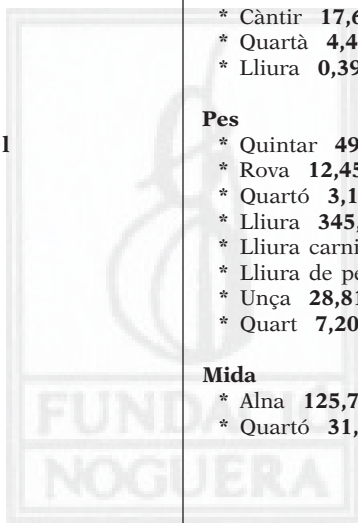 * Càntir 17,6
* Quartà 4,4
* Lliura 0,39
l
Pes
* Quintar 49
* Rova 12,45
* Quartó 3,1
* Lliura 345,
* Lliura carni
* Lliura de pe
* Unça 28,81
* Quart 7,20
Mida
* Alna 125,7
* Quartó 31,
FUNDACIÓ
NOGUERA